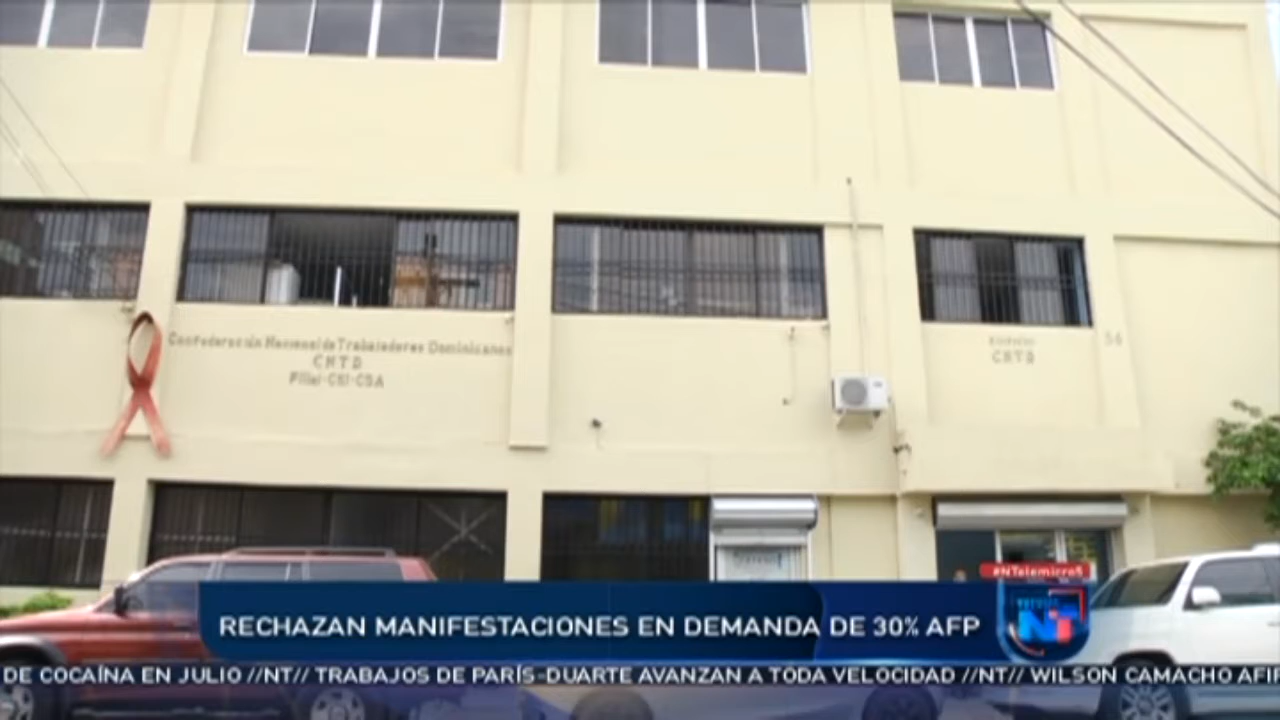 Confederación Nacional de Trabajadores Dominicanos
CNTD
Filial-CSI-CSA
CNTD
56
#NTelemicro5
NT
RECHAZAN MANIFESTACIONES EN DEMANDA DE 30% AFP
DE COCAÍNA EN JULIO //NT// TRABAJOS DE PARÍS-DUARTE AVANZAN A TODA VELOCIDAD //NT// WILSON CAMACHO AFIR